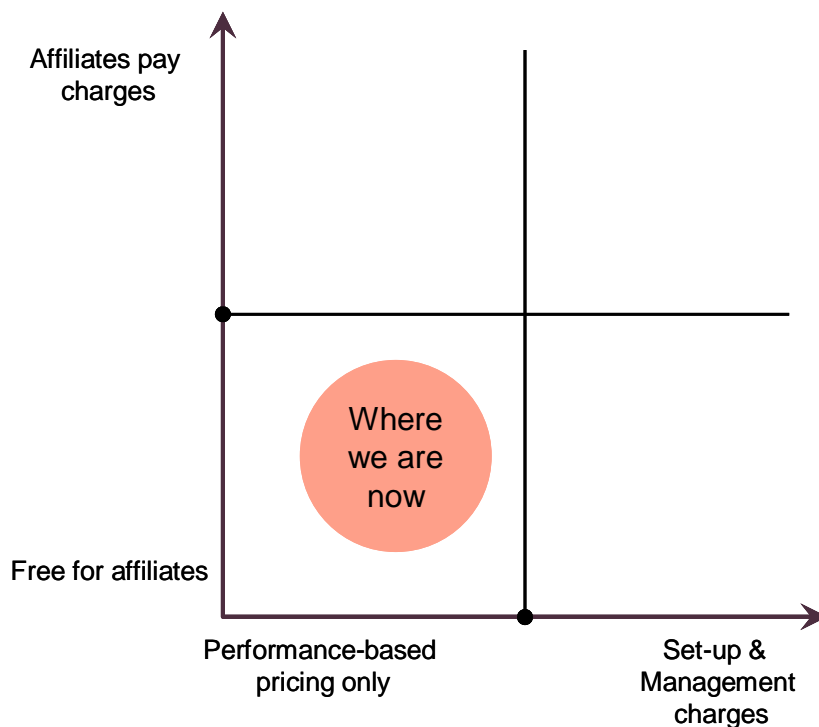 Affiliates pay
charges
Where
we are
now
Free for affiliates
Performance-based
pricing only
Set-up &
Management
charges